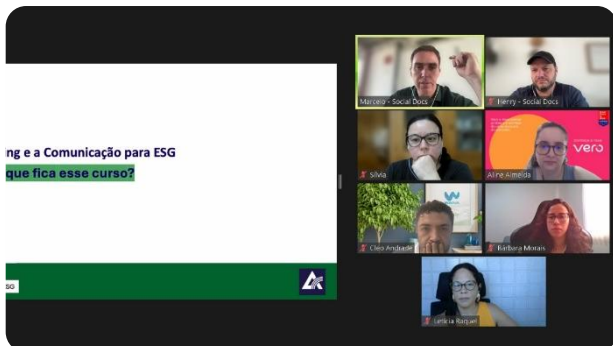 ing e a Comunicação para ESG
que fica esse curso?
SG
Marcelo - Social Docs
Henry - Social Docs
Silvia
Aline Almeida
vero
Cleo Andrade
Bárbara Morais
Leticia Raquel